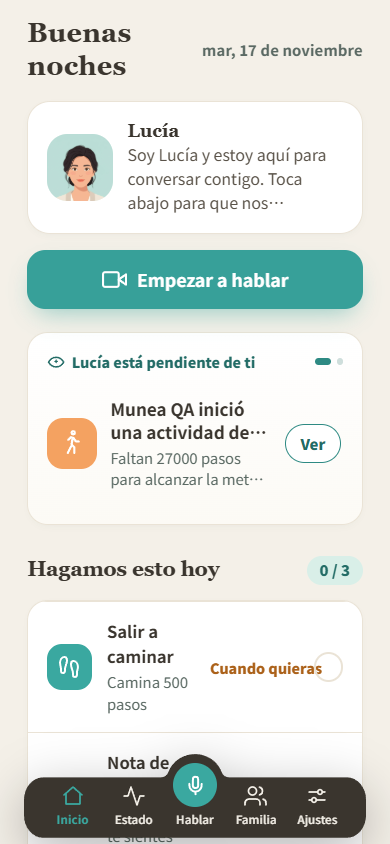 Buenas
noches
mar, 17 de noviembre
Lucía
Soy Lucía y estoy aquí para
conversar contigo. Toca
abajo para que nos···
Empezar a hablar
Lucía está pendiente de ti
Munea QA inició
una actividad de···
Faltan 27000 pasos
para alcanzar la met···
Ver
Hagamos esto hoy
0 / 3
Salir a
caminar
Camina 500
pasos
Cuando quieras
Nota de
te sientes
Inicio
Estado
Hablar
Familia
Ajustes